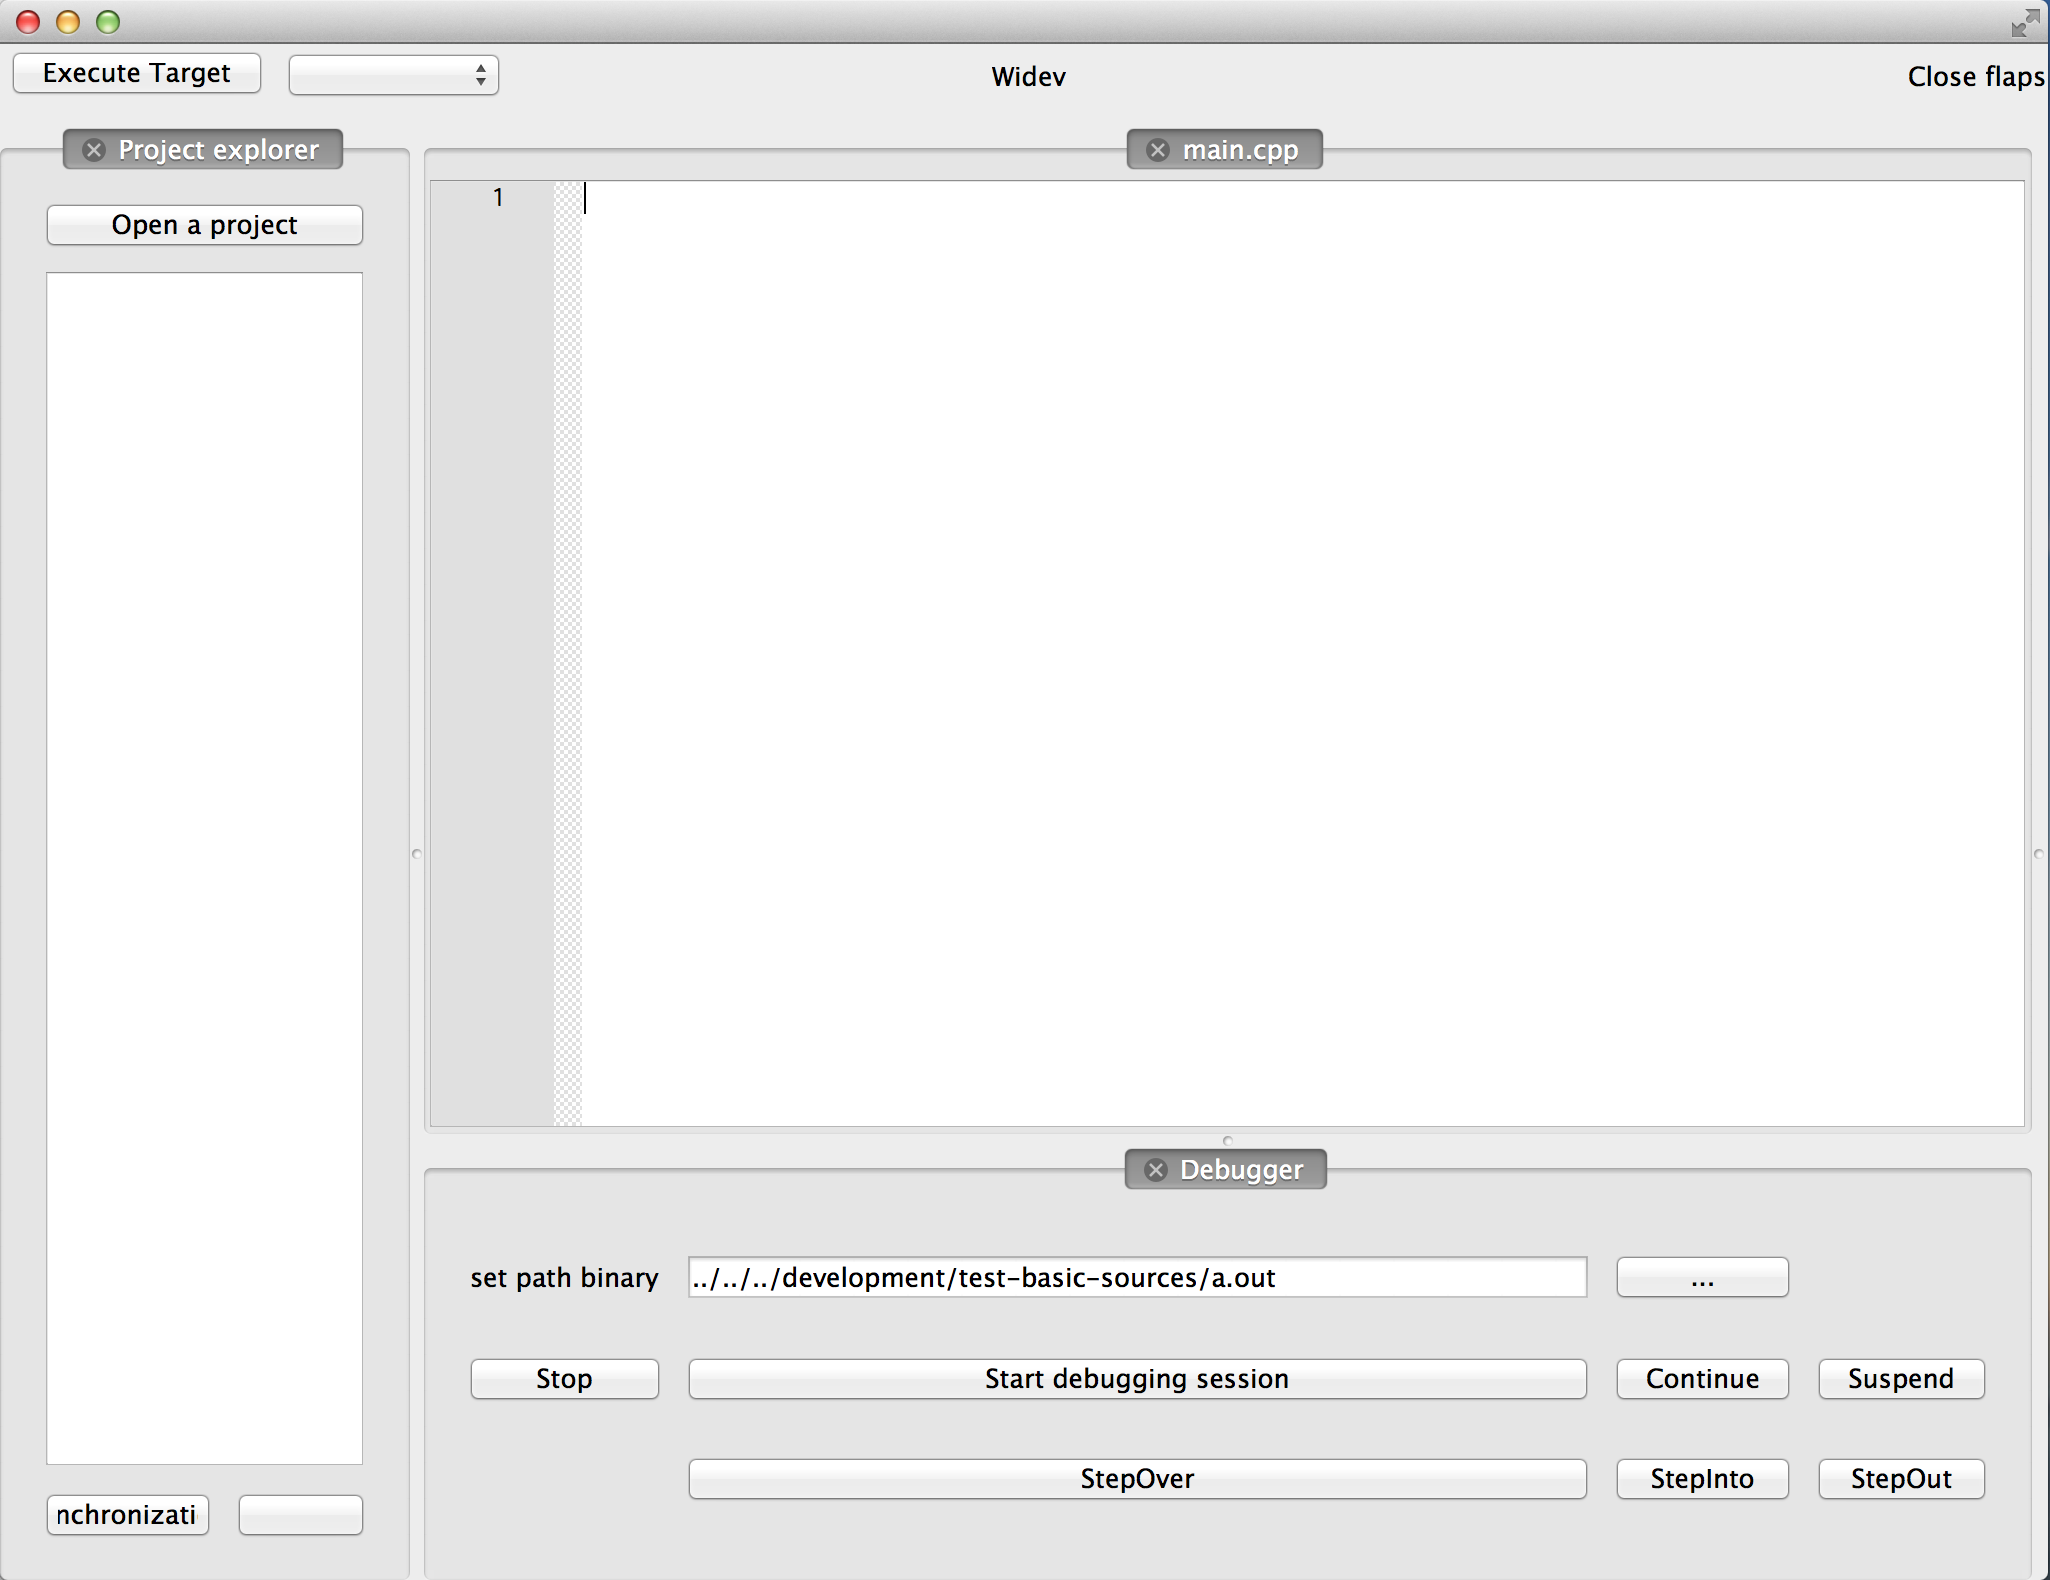 Execute Target
Widev
Close flaps
Project explorer
main.cpp
Open a project
1
Debugger
set path binary
../../../development/test-basic-sources/a.out
...
Stop
Start debugging session
Continue
Suspend
StepOver
StepInto
StepOut
nchronizati